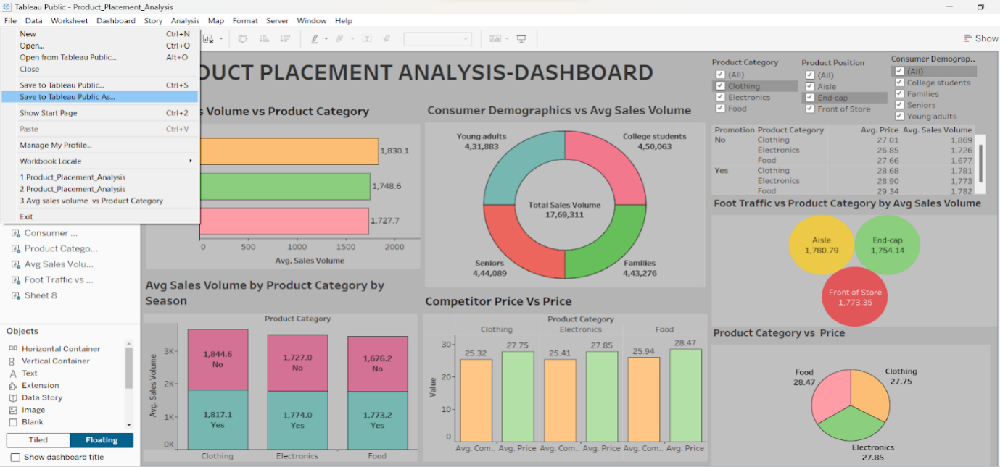 Tableau Public - Product_Placement_Analysis
File Data Worksheet Dashboard Story Analysis Map Format Server Window Help
New Ctrl+N
Open... Ctrl+O
Open from Tableau Public... Alt+O
Close
Save to Tableau Public... Ctrl+S
Save to Tableau Public As...
Show Start Page Ctrl+2
Paste Ctrl+V
Manage My Profile...
Workbook Locale
1 Product_Placement_Analysis
2 Product_Placement_Analysis
3 Avg sales volume vs Product Category
Exit
Show
Consumer ...
Product Catego...
Avg Sales Volu...
Foot Traffic vs ...
Sheet 8
Objects
Horizontal Container
Vertical Container
Text
Extension
Data Story
Image
Blank
Tiled Floating
Show dashboard title
DUCT PLACEMENT ANALYSIS-DASHBOARD
s Volume vs Product Category
1,830.1
1,748.6
1,727.7
0 500 1000 1500 2000
Avg. Sales Volume
Consumer Demographics vs Avg Sales Volume
Young adults
4,31,883
College students
4,50,063
Total Sales Volume
17,69,311
Seniors
4,44,089
Families
4,43,276
Product Category
(All)
Clothing
Electronics
Food
Product Position
(All)
Aisle
End-cap
Front of Store
Consumer Demograp..
(All)
College students
Families
Seniors
Young adults
Promotion Product Category Avg. Price Avg. Sales Volume
No Clothing 27.01 1,869
Electronics 26.85 1,726
Food 27.66 1,677
Yes Clothing 28.68 1,781
Electronics 28.90 1,773
Food 29.34 1,782
Foot Traffic vs Product Category by Avg Sales Volume
Aisle
1,780.79
End-cap
1,754.14
Front of Store
1,773.35
Avg Sales Volume by Product Category by
Season
Product Category
Avg. Sales Volume
3K
2K
1K
0K
1,844.6
No
1,727.0
No
1,676.2
No
1,817.1
Yes
1,774.0
Yes
1,773.2
Yes
Clothing Electronics Food
Competitor Price Vs Price
Product Category
Clothing Electronics Food
Value
30
20
10
0
25.32 27.75 25.41 27.85 25.94 28.47
Avg. Com.. Avg. Price Avg. Com.. Avg. Price Avg. Com.. Avg. Price
Product Category vs Price
Food
28.47
Clothing
27.75
Electronics
27.85